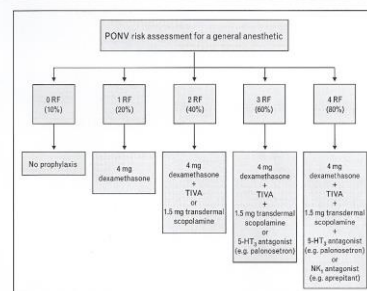 PONV risk assessment for a general anesthetic
0 RF
(10%)
1 RF
(20%)
2 RF
(40%)
3 RF
(60%)
4 RF
(80%)
No prophylaxis
4 mg
dexamethasone
4 mg
dexamethasone
+
TIVA
or
1.5 mg transdermal
scopolamine
4 mg
dexamethasone
+
TIVA
+
1.5 mg transdermal
scopolamine
or
5-HT₃ antagonist
(e.g. palonosetron)
4 mg
dexamethasone
+
TIVA
+
1.5 mg transdermal
scopolamine
+
5-HT₃ antagonist
(e.g. palonosetron)
or
NK₁ antagonist
(e.g. aprepitant)